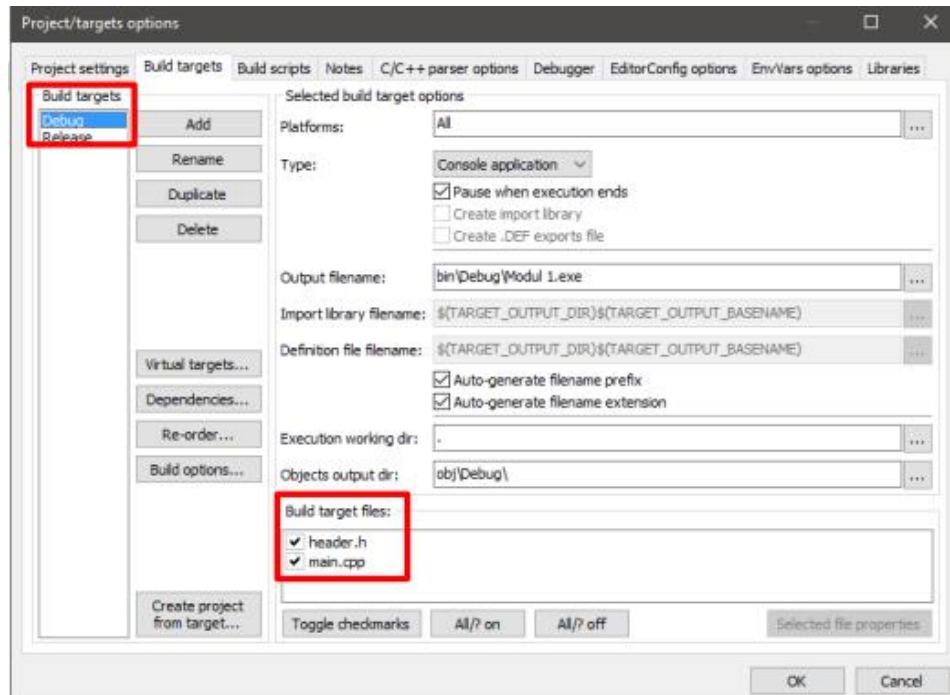 Project/targets options
Project settings Build targets Build scripts Notes C/C++ parser options Debugger EditorConfig options EnvVars options Libraries
Build targets
Debug
Release
Add
Rename
Duplicate
Delete
Virtual targets...
Dependencies...
Re-order...
Build options...
Create project
from target...
Selected build target options
Platforms: All ...
Type: Console application
Pause when execution ends
Create import library
Create .DEF exports file
Output filename: bin\Debug\Modul 1.exe ...
Import library filename: $(TARGET_OUTPUT_DIR)$(TARGET_OUTPUT_BASENAME) ...
Definition file filename: $(TARGET_OUTPUT_DIR)$(TARGET_OUTPUT_BASENAME) ...
Auto-generate filename prefix
Auto-generate filename extension
Execution working dir: . ...
Objects output dir: obj\Debug\ ...
Build target files:
header.h
main.cpp
Toggle checkmarks All/? on All/? off Selected file properties
OK Cancel